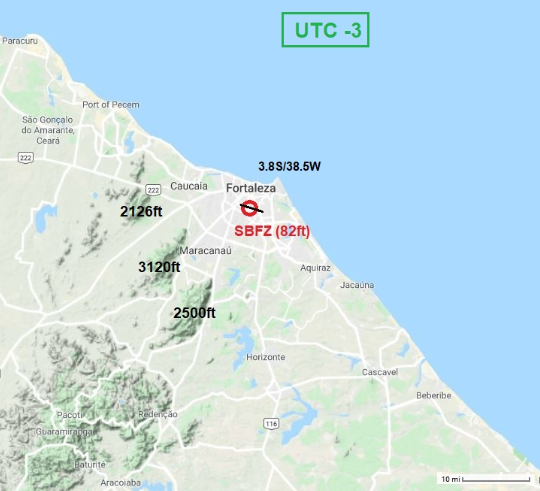 UTC -3
Paracuru
Port of Pecem
São Gonçalo
do Amarante,
Ceará
222
222
3.8S/38.5W
Caucaia
Fortaleza
2126ft
SBFZ (82ft)
Maracanaú
3120ft
Aquiraz
Jacaúna
2500ft
Horizonte
Cascavel
Beberibe
Pacoti
Redenção
Guaramiranga
116
Baturité
Aracoiaba
10 mi